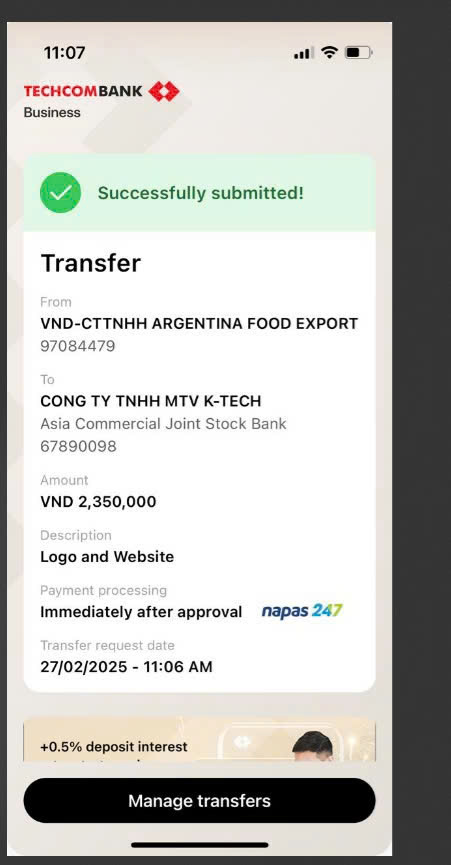 11:07
TECHCOMBANK
Business
Successfully submitted!
Transfer
From
VND-CTTNHH ARGENTINA FOOD EXPORT
97084479
To
CONG TY TNHH MTV K-TECH
Asia Commercial Joint Stock Bank
67890098
Amount
VND 2,350,000
Description
Logo and Website
Payment processing
Immediately after approval napas 247
Transfer request date
27/02/2025 - 11:06 AM
+0.5% deposit interest
Manage transfers